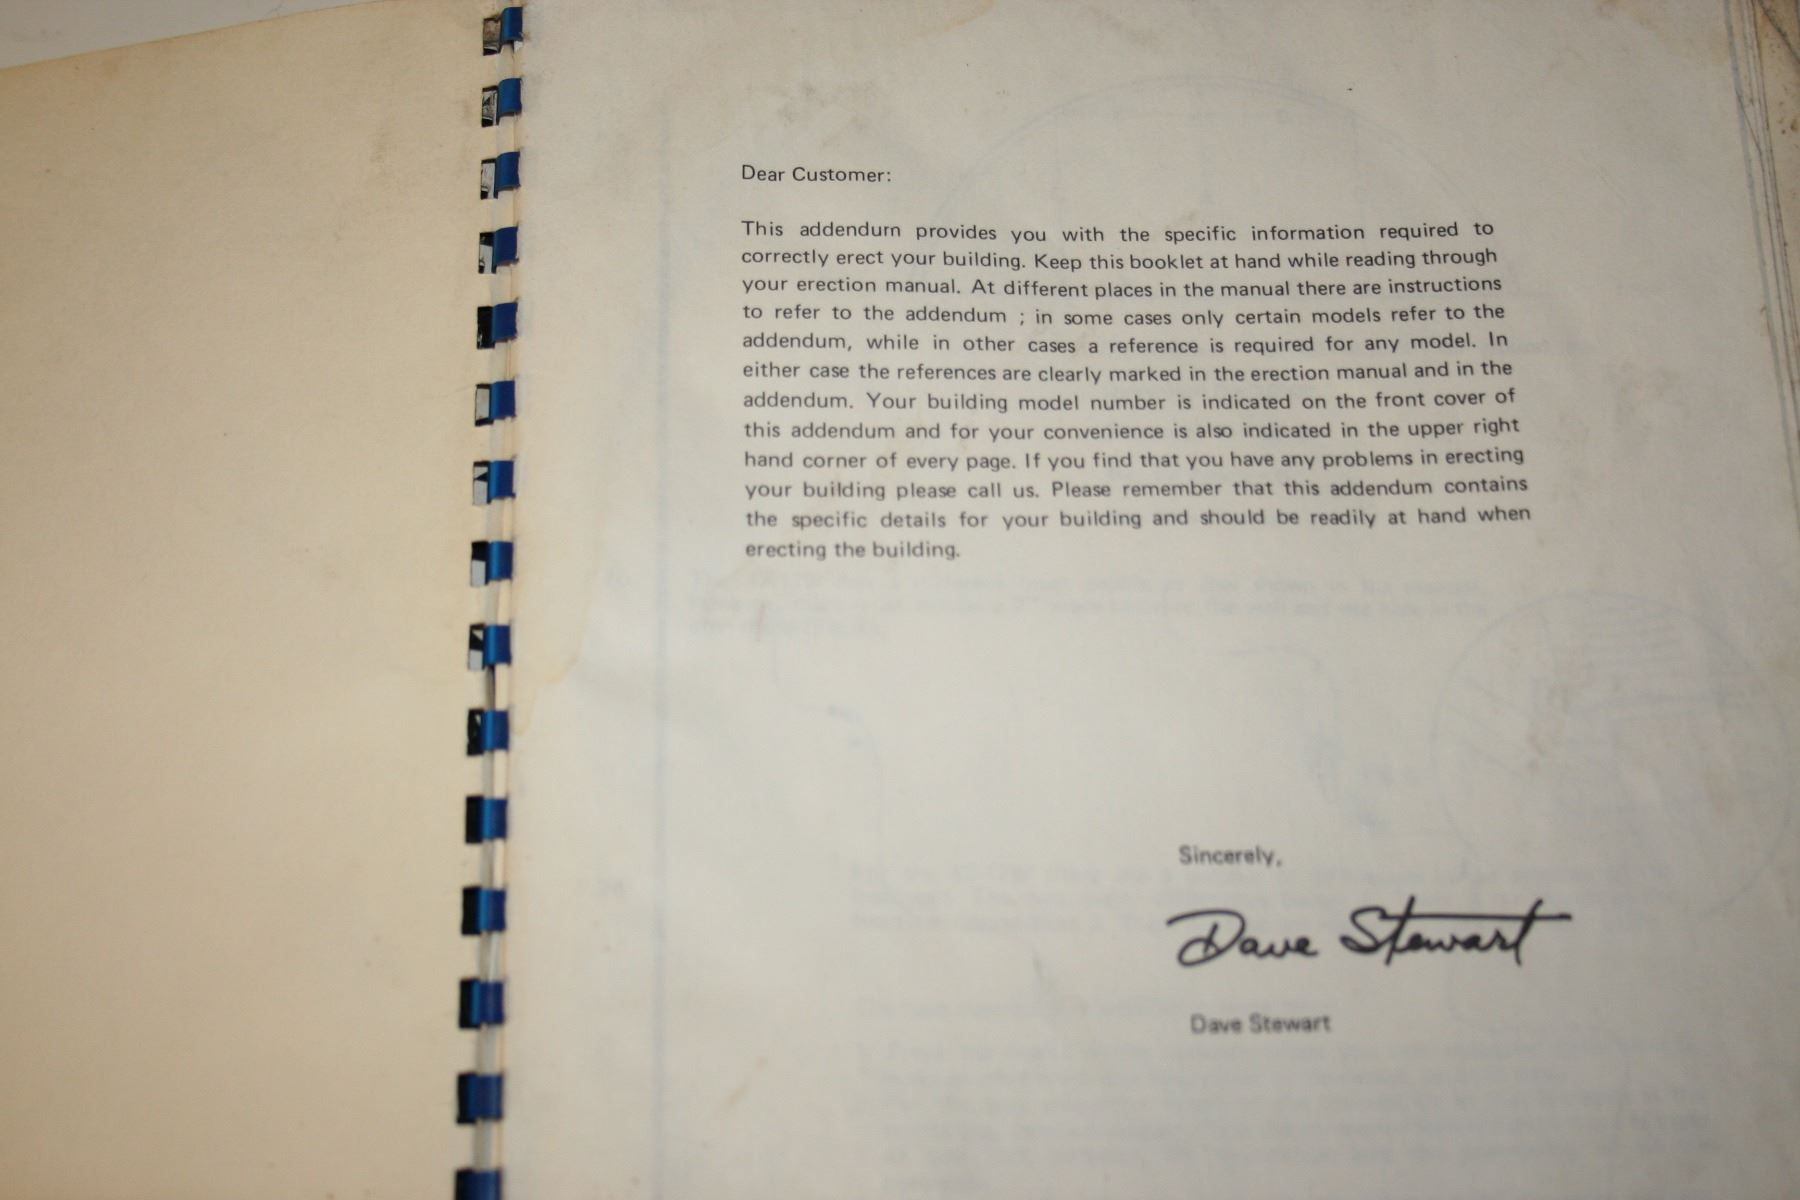 Dear Customer:
This addendum provides you with the specific information required to
correctly erect your building. Keep this booklet at hand while reading through
your erection manual. At different places in the manual there are instructions
to refer to the addendum ; in some cases only certain models refer to the
addendum, while in other cases a reference is required for any model. In
either case the references are clearly marked in the erection manual and in the
addendum. Your building model number is indicated on the front cover of
this addendum and for your convenience is also indicated in the upper right
hand corner of every page. If you find that you have any problems in erecting
your building please call us. Please remember that this addendum contains
the specific details for your building and should be readily at hand when
erecting the building.
Sincerely,
Dave Stewart
Dave Stewart